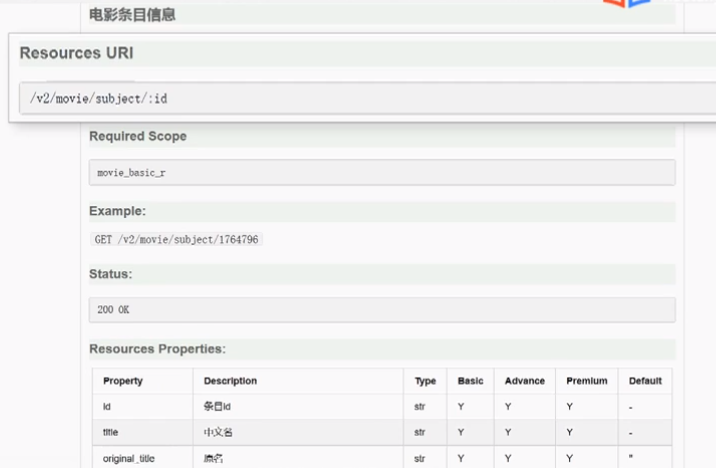 电影条目信息
Resources URI
/v2/movie/subject/:id
Required Scope
movie_basic_r
Example:
GET /v2/movie/subject/1764796
Status:
200 OK
Resources Properties:
Property Description Type Basic Advance Premium Default
id 条目id str Y Y Y -
title 中文名 str Y Y Y -
original_title 原名 str Y Y Y "